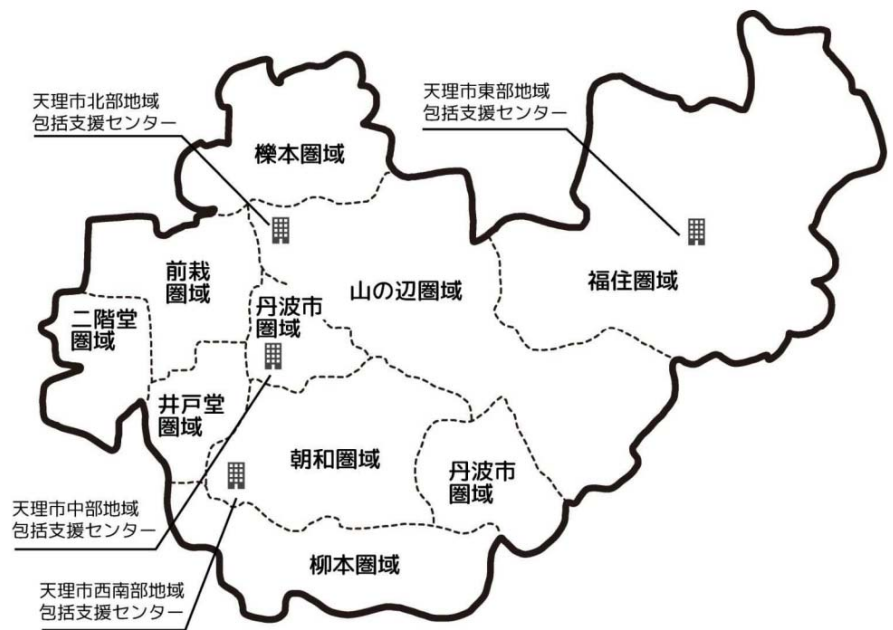 天理市北部地域
包括支援センター
天理市東部地域
包括支援センター
櫟本圏域
前栽
圏域
山の辺圏域
福住圏域
二階堂
圏域
丹波市
圏域
井戸堂
圏域
朝和圏域
丹波市
圏域
天理市中部地域
包括支援センター
柳本圏域
天理市西南部地域
包括支援センター